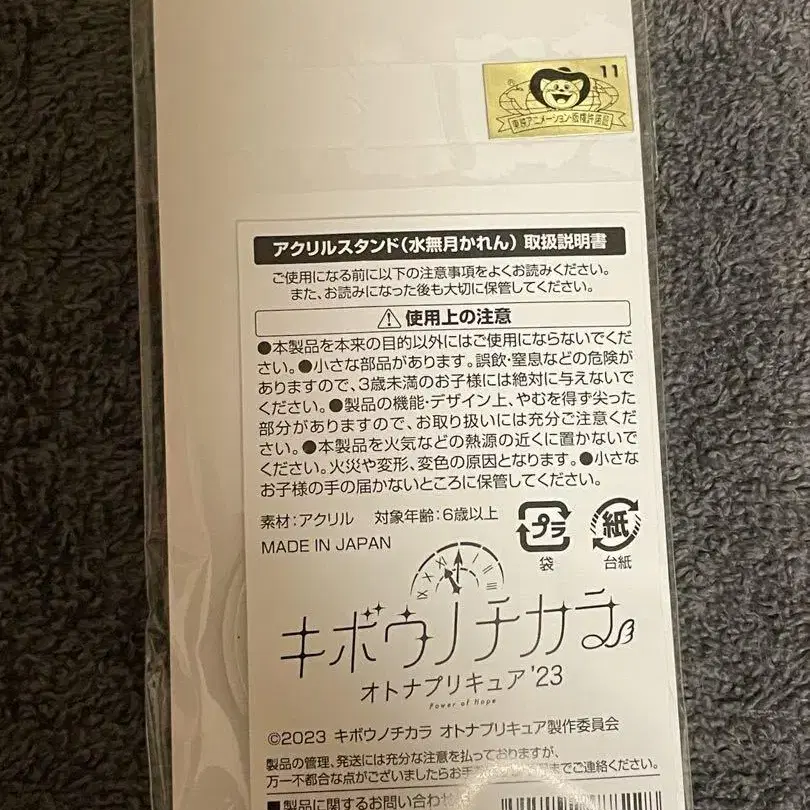 11
東映アニメーション・版権許諾証
アクリルスタンド(水無月かれん) 取扱説明書
ご使用になる前に以下の注意事項をよくお読みください。
また、お読みになった後も大切に保管してください。
使用上の注意
●本製品を本来の目的以外にはご使用にならないでくだ
さい。●小さな部品があります。誤飲・窒息などの危険が
ありますので、3歳未満のお子様には絶対に与えないで
ください。●製品の機能・デザイン上、やむを得ず尖った
部分がありますので、お取り扱いには充分ご注意くださ
い。●本製品を火気などの熱源の近くに置かないで
ください。火災や変形、変色の原因となります。●小さな
お子様の手の届かないところに保管してください。
素材:アクリル 対象年齢:6歳以上
MADE IN JAPAN
プラ
袋
紙
台紙
IX X XI I II III
キボウノチカラ
オトナプリキュア'23
Power of Hope
©2023 キボウノチカラ オトナプリキュア製作委員会
製品の管理、発送には充分な注意を払っておりますが、
万一不都合な点がございましたらお手 までご連絡ください。
■製品に関するお問い合わせ